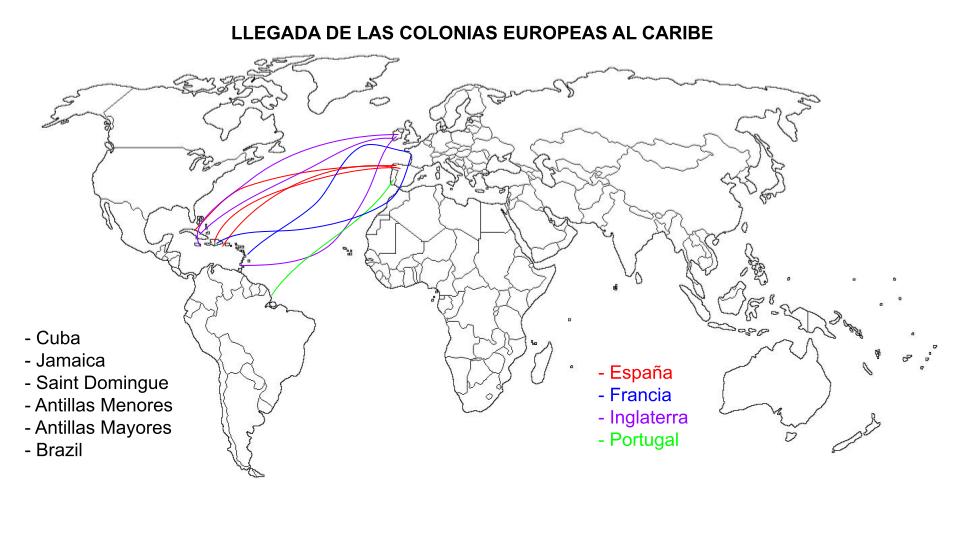 LLEGADA DE LAS COLONIAS EUROPEAS AL CARIBE
- Cuba
- Jamaica
- Saint Domingue
- Antillas Menores
- Antillas Mayores
- Brazil
- España
- Francia
- Inglaterra
- Portugal